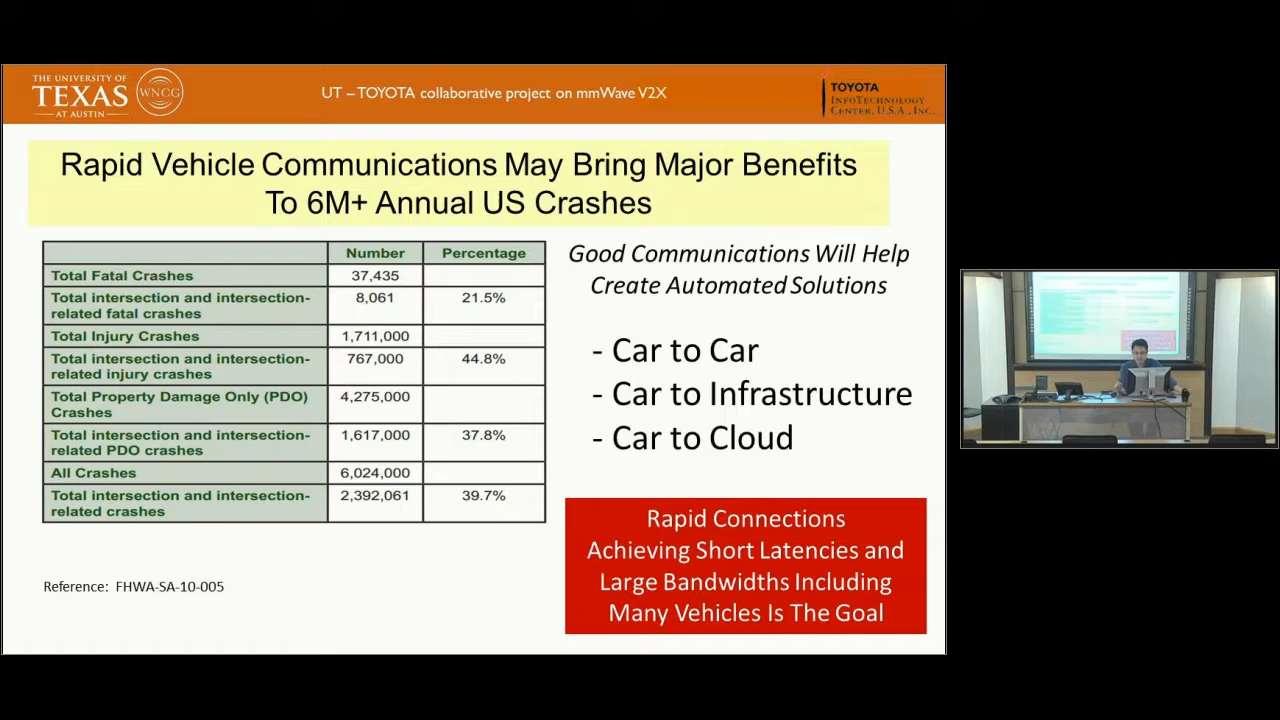 THE UNIVERSITY OF
TEXAS
AT AUSTIN
WNCG
UT – TOYOTA collaborative project on mmWave V2X
TOYOTA
INFOTECHNOLOGY
CENTER, U.S.A., INC.
Rapid Vehicle Communications May Bring Major Benefits
To 6M+ Annual US Crashes
Number Percentage
Total Fatal Crashes 37,435
Total intersection and intersection-
related fatal crashes 8,061 21.5%
Total Injury Crashes 1,711,000
Total intersection and intersection-
related injury crashes 767,000 44.8%
Total Property Damage Only (PDO)
Crashes 4,275,000
Total intersection and intersection-
related PDO crashes 1,617,000 37.8%
All Crashes 6,024,000
Total intersection and intersection-
related crashes 2,392,061 39.7%
Reference: FHWA-SA-10-005
Good Communications Will Help
Create Automated Solutions
- Car to Car
- Car to Infrastructure
- Car to Cloud
Rapid Connections
Achieving Short Latencies and
Large Bandwidths Including
Many Vehicles Is The Goal